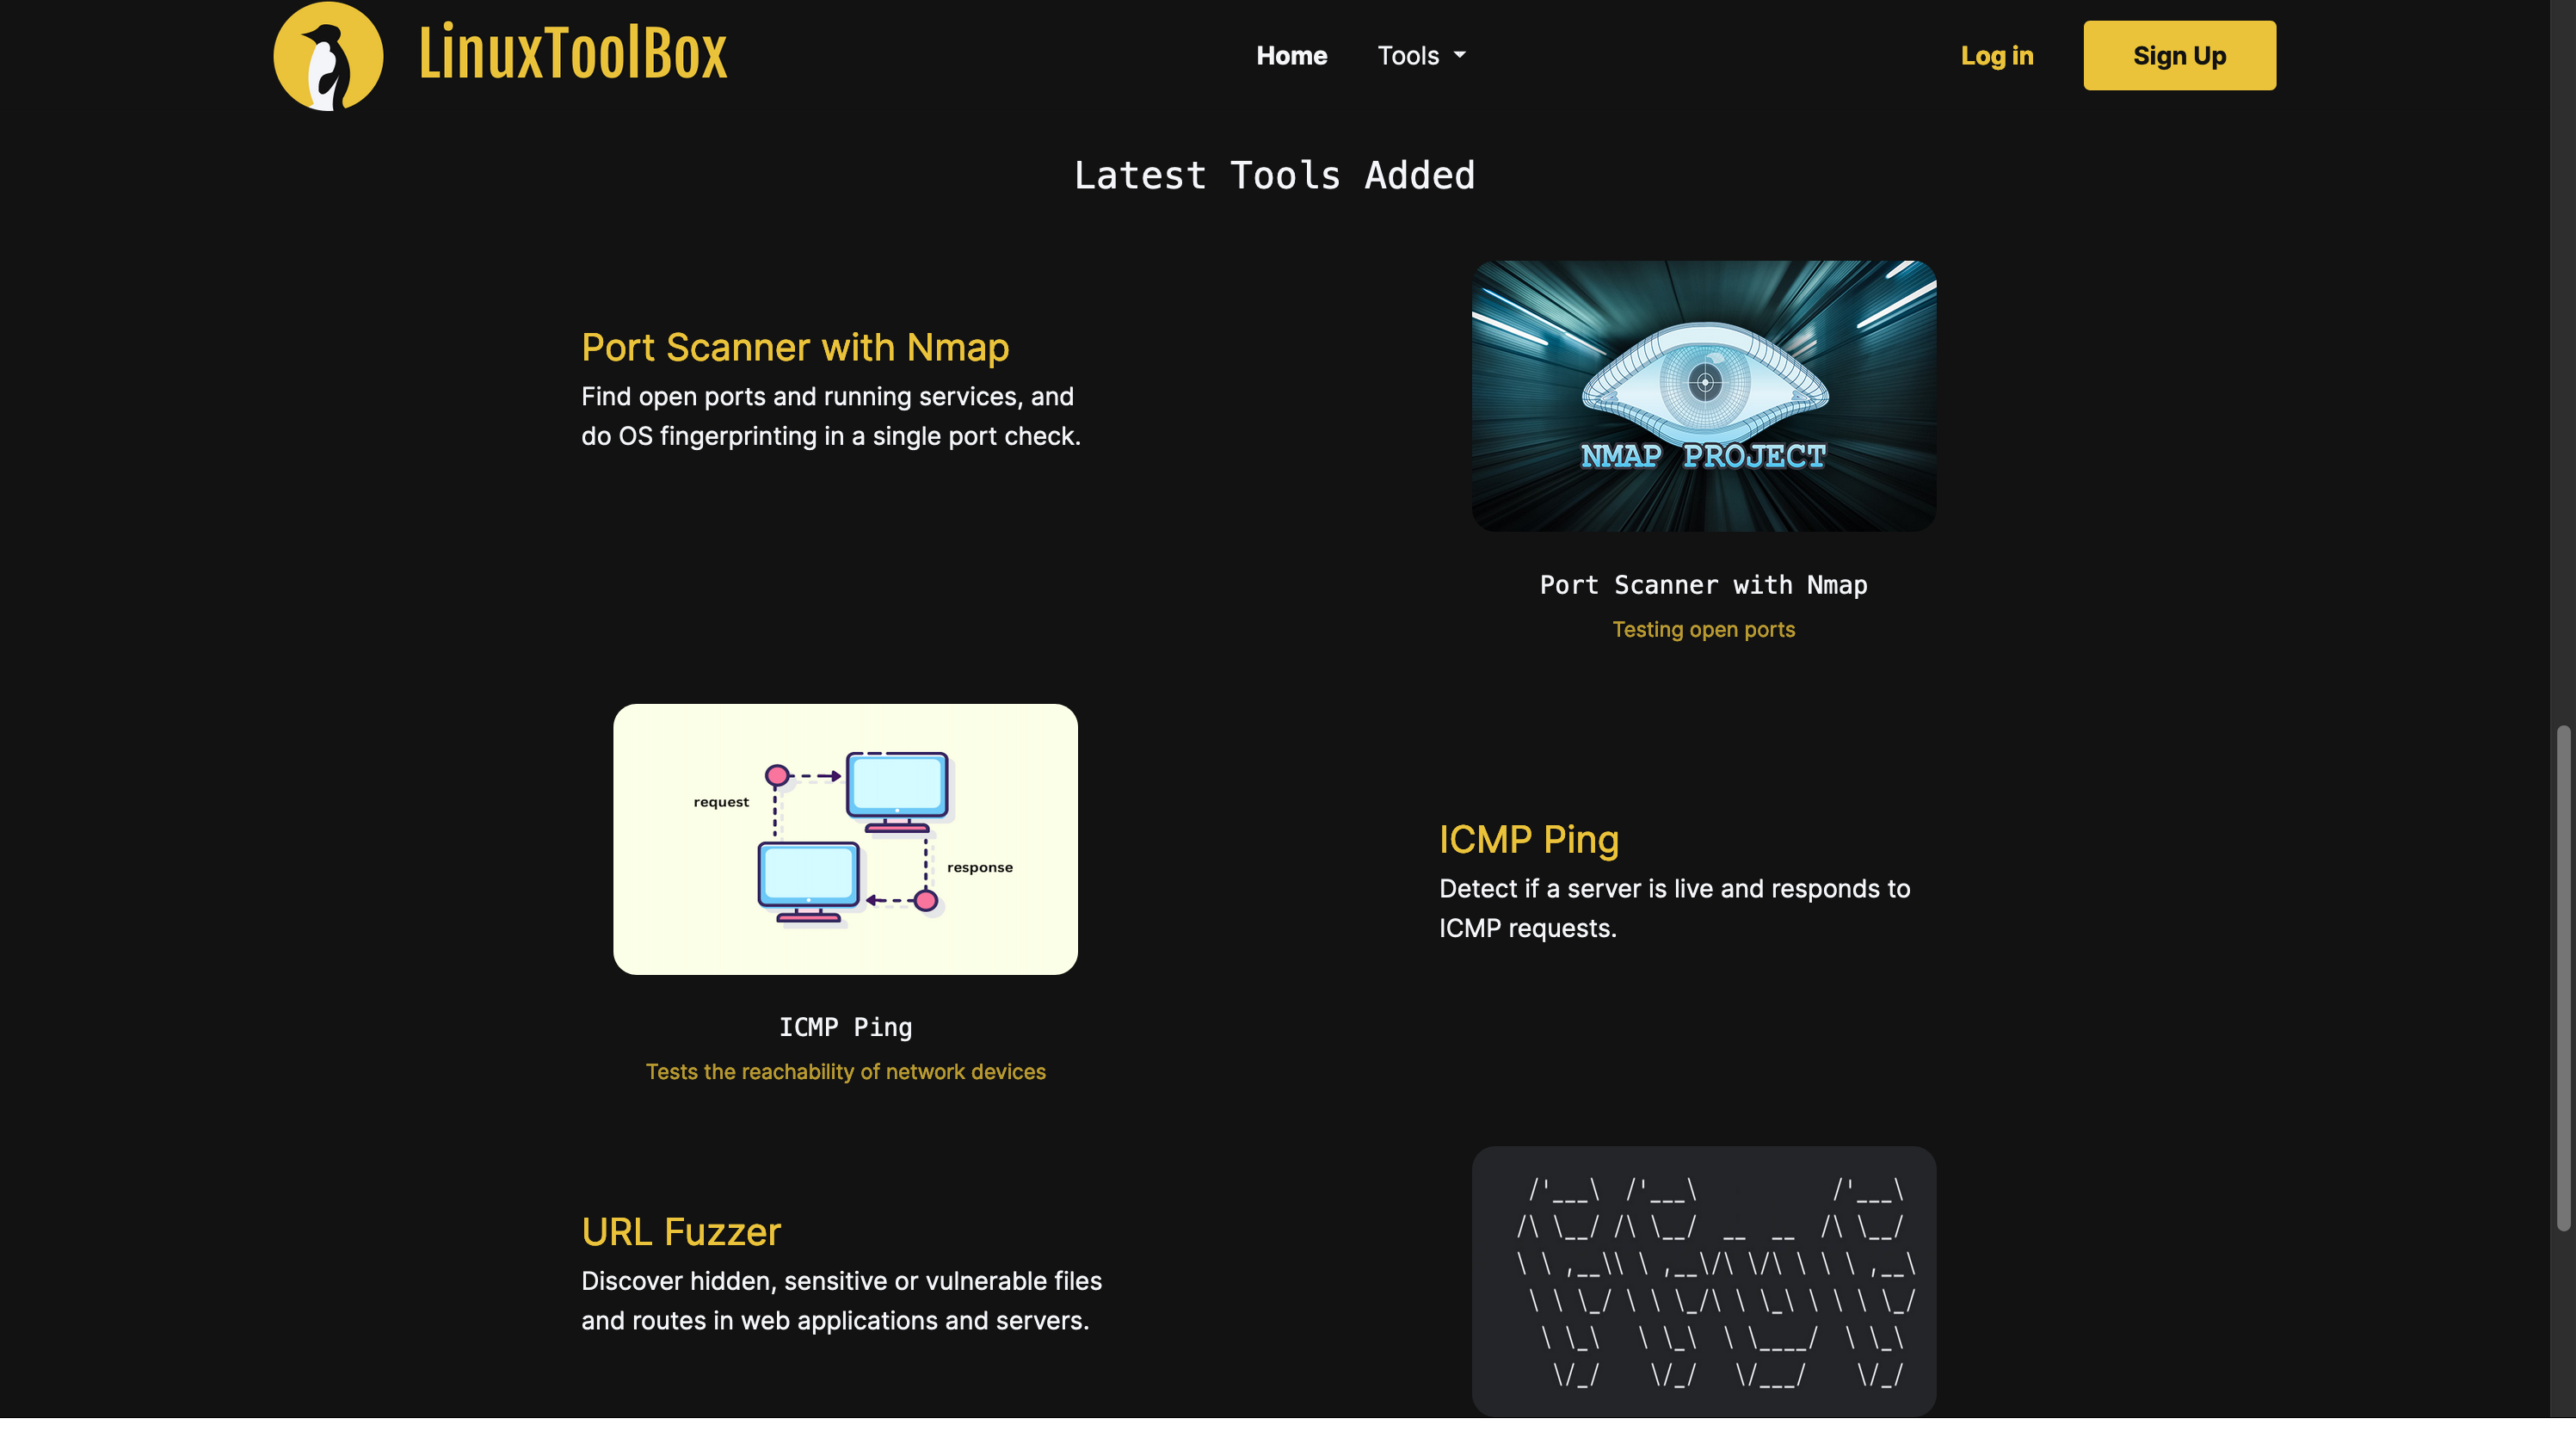 LinuxToolBox
Home
Tools
Log in
Sign Up
Latest Tools Added
Port Scanner with Nmap
Find open ports and running services, and
do OS fingerprinting in a single port check.
NMAP PROJECT
Port Scanner with Nmap
Testing open ports
request
response
ICMP Ping
Tests the reachability of network devices
ICMP Ping
Detect if a server is live and responds to
ICMP requests.
URL Fuzzer
Discover hidden, sensitive or vulnerable files
and routes in web applications and servers.